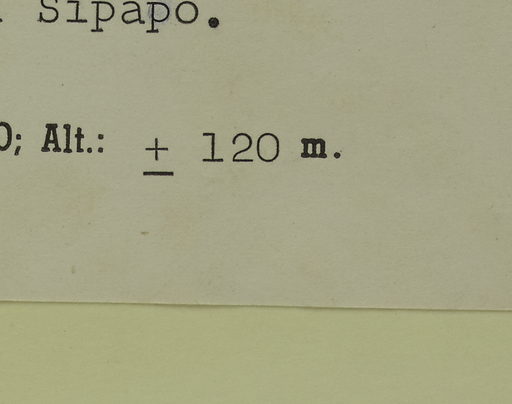 Sipapo.
; Alt.: ± 120 m.